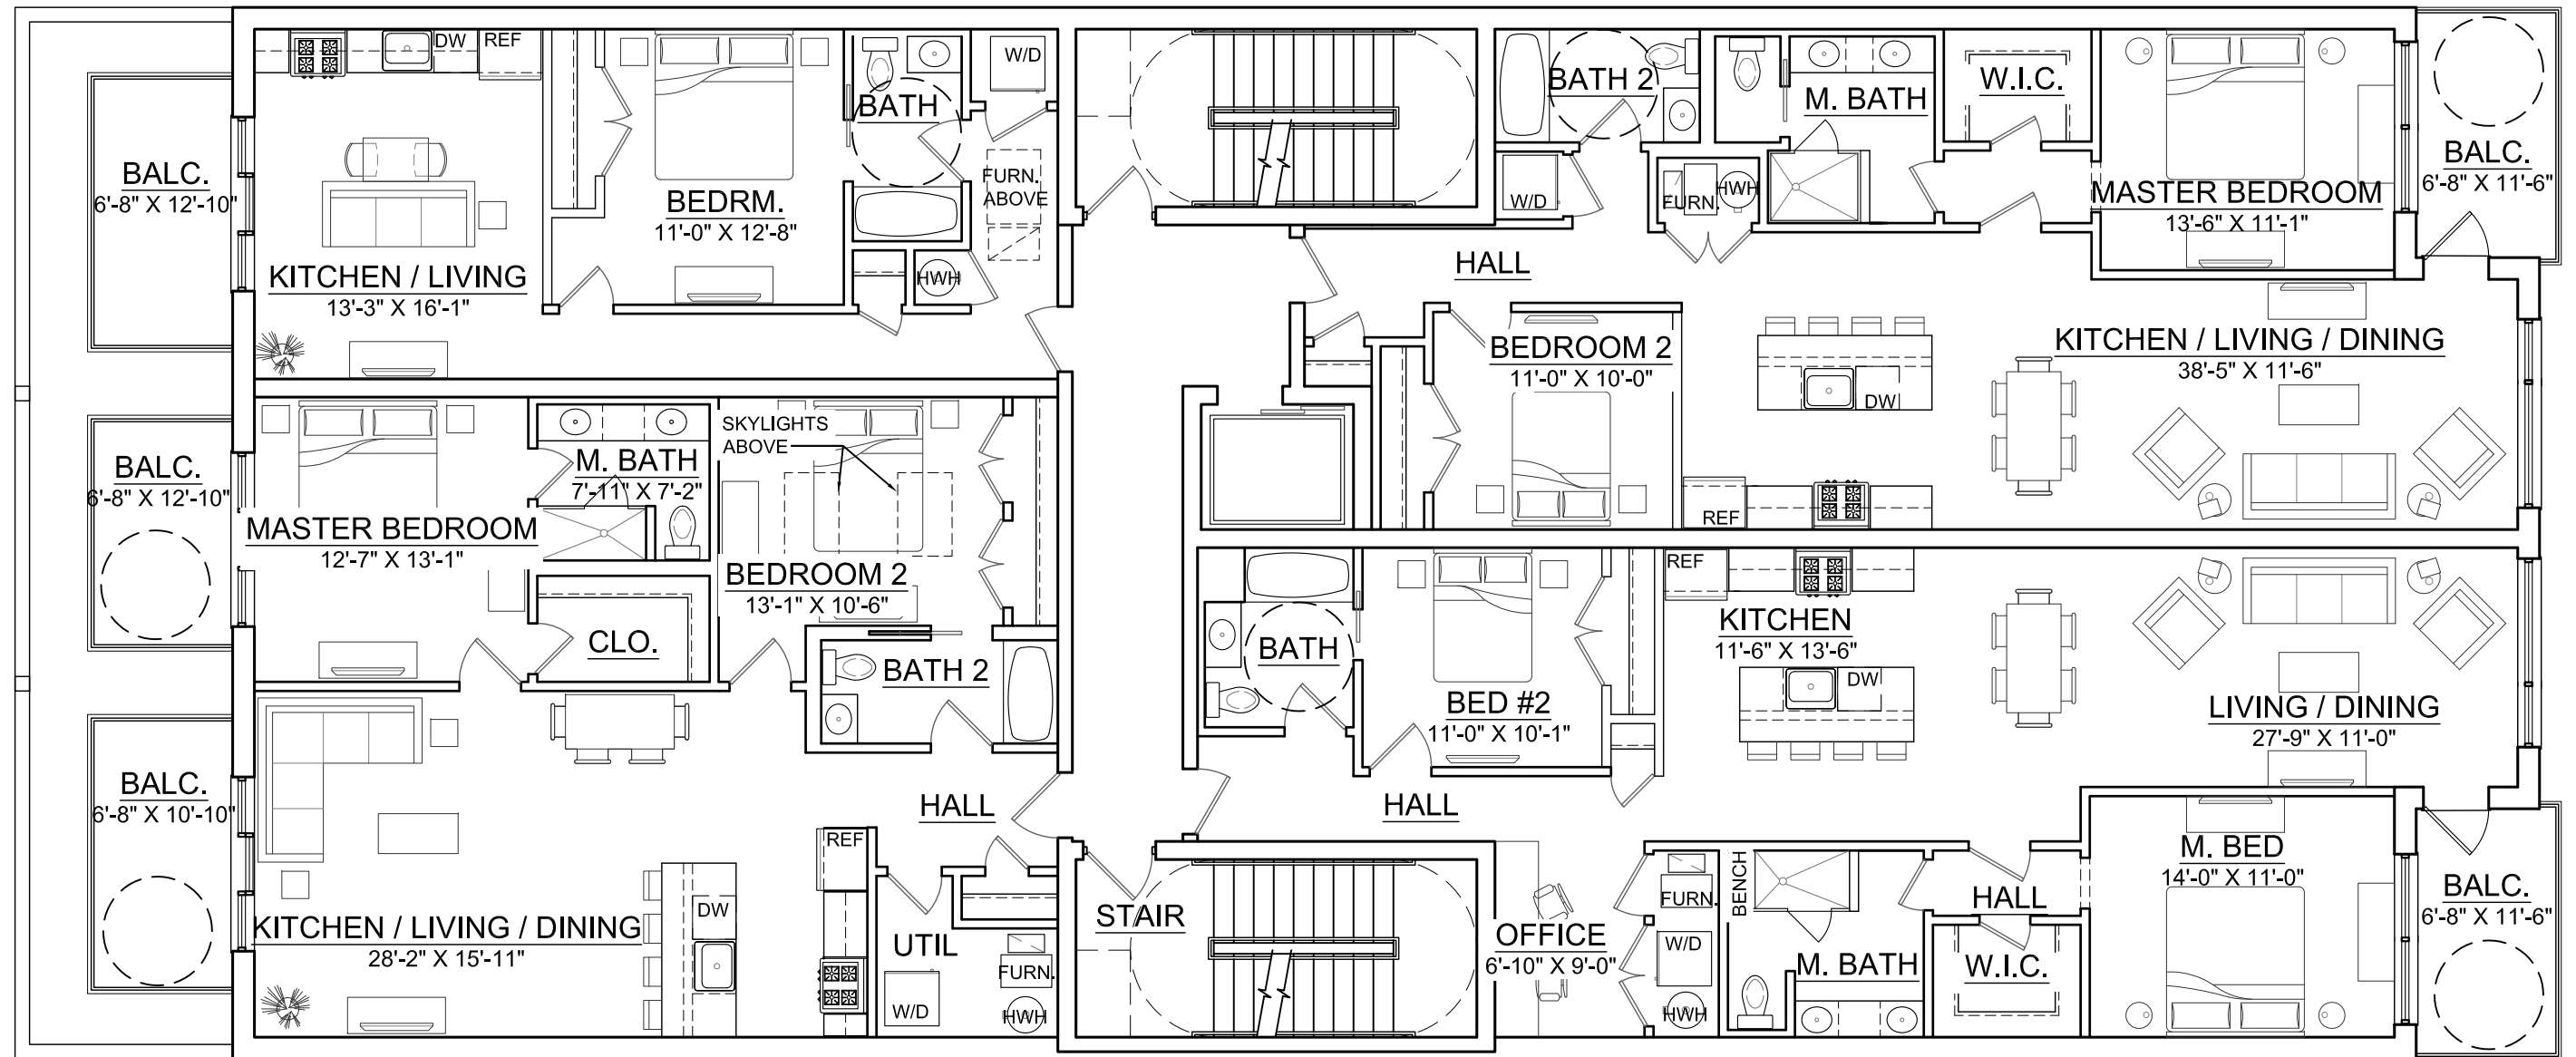 BALC.
6'-8" X 12'-10"
DW
REF
KITCHEN / LIVING
13'-3" X 16'-1"
BEDRM.
11'-0" X 12'-8"
BATH
W/D
FURN.
ABOVE
HWH
BATH 2
W/D
FURN.
HWH
M. BATH
W.I.C.
MASTER BEDROOM
13'-6" X 11'-1"
BALC.
6'-8" X 11'-6"
HALL
BEDROOM 2
11'-0" X 10'-0"
DW
REF
KITCHEN / LIVING / DINING
38'-5" X 11'-6"
BALC.
6'-8" X 12'-10"
MASTER BEDROOM
12'-7" X 13'-1"
M. BATH
7'-11" X 7'-2"
SKYLIGHTS
ABOVE
BEDROOM 2
13'-1" X 10'-6"
CLO.
BATH 2
BATH
BED #2
11'-0" X 10'-1"
REF
KITCHEN
11'-6" X 13'-6"
DW
LIVING / DINING
27'-9" X 11'-0"
BALC.
6'-8" X 10'-10"
KITCHEN / LIVING / DINING
28'-2" X 15'-11"
DW
REF
HALL
UTIL
W/D
FURN.
HWH
STAIR
HALL
OFFICE
6'-10" X 9'-0"
FURN.
W/D
HWH
BENCH
M. BATH
HALL
W.I.C.
M. BED
14'-0" X 11'-0"
BALC.
6'-8" X 11'-6"